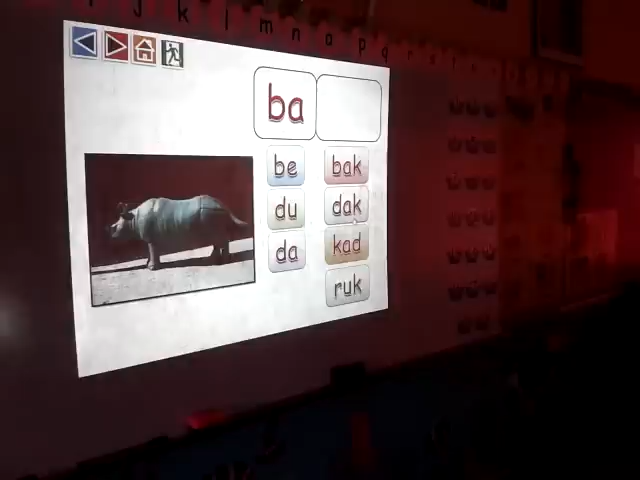 i j k l m n o p q
ba
be bak
du dak
da kad
ruk